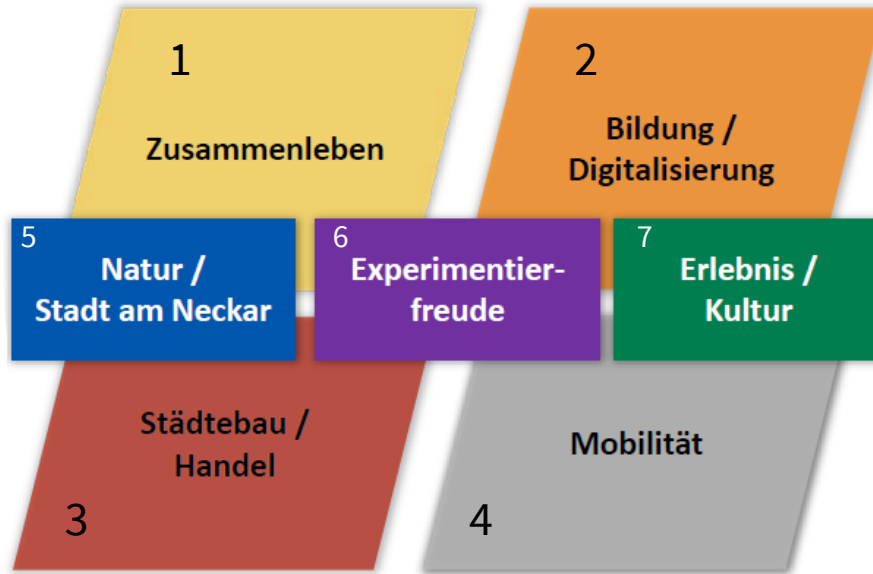 1
Zusammenleben
2
Bildung /
Digitalisierung
5
Natur /
Stadt am Neckar
6
Experimentier-
freude
7
Erlebnis /
Kultur
Städtebau /
Handel
3
Mobilität
4